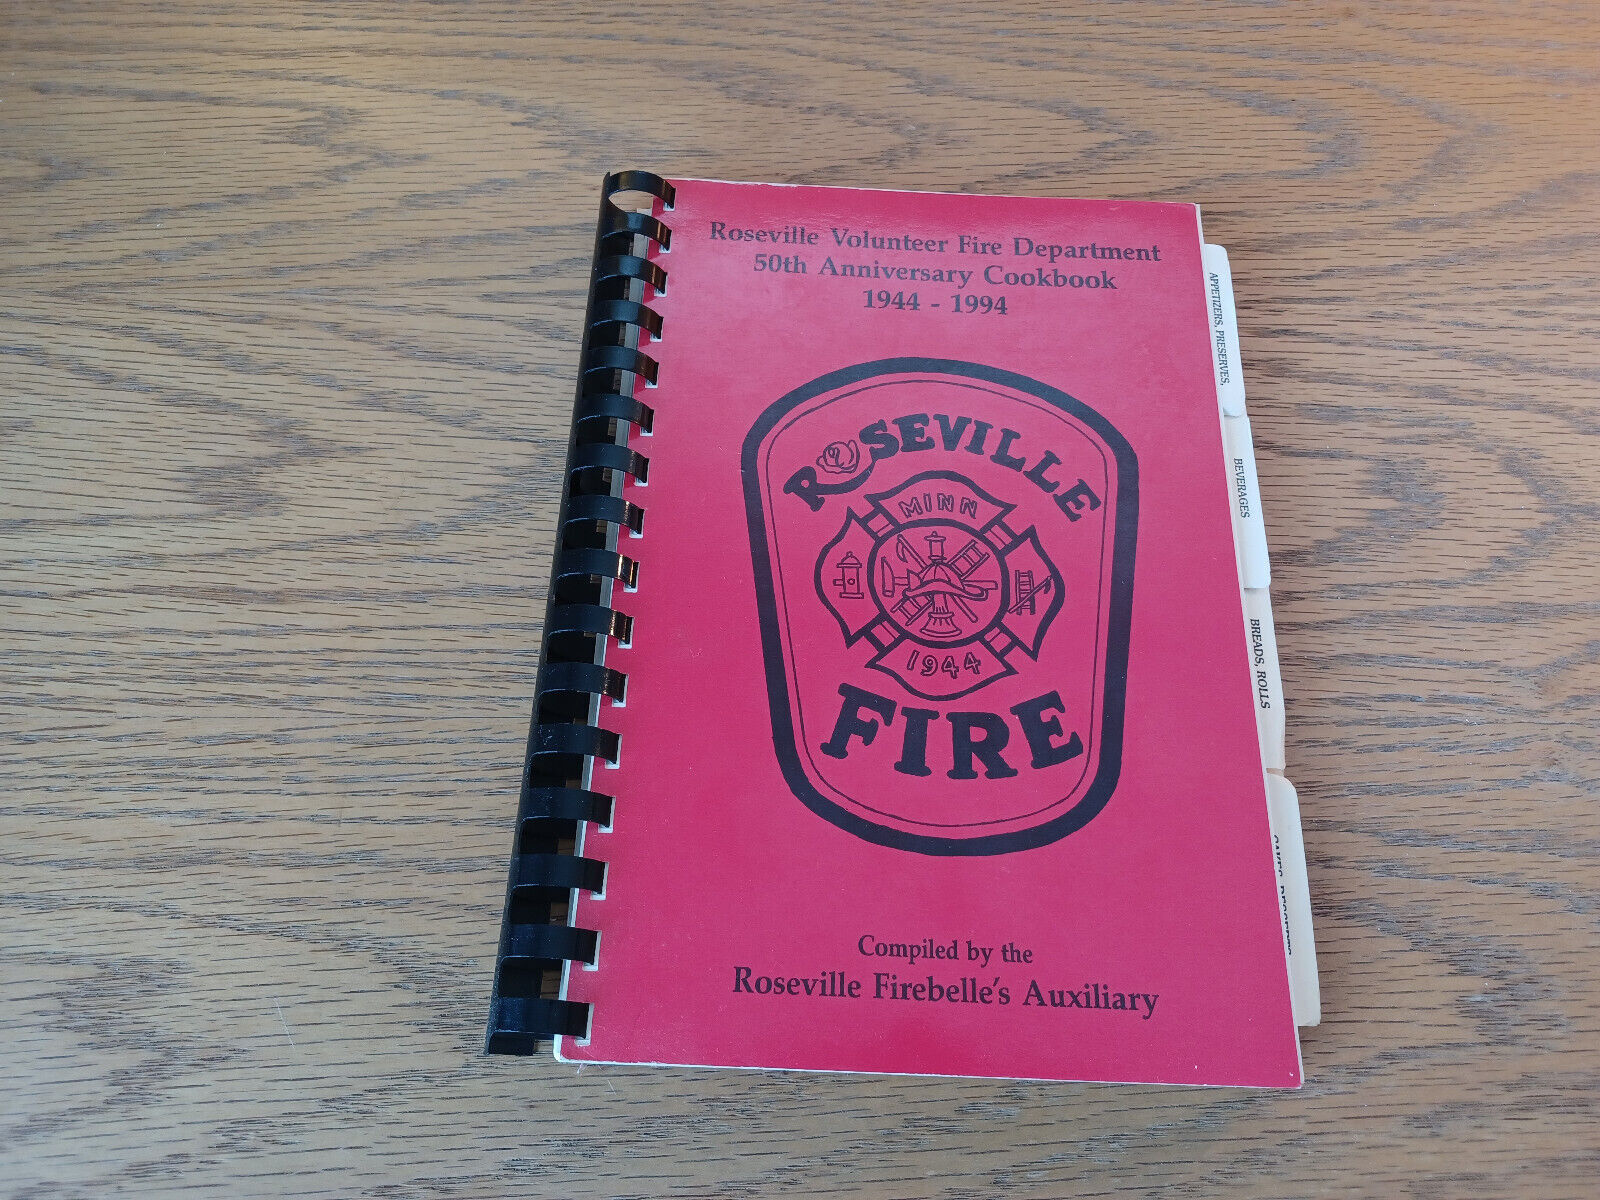 Roseville Volunteer Fire Department
50th Anniversary Cookbook
1944 - 1994
ROSEVILLE
MINN
1944
FIRE
Compiled by the
Roseville Firebelle's Auxiliary
APPETIZERS, PRESERVES,
BEVERAGES
BREADS, ROLLS